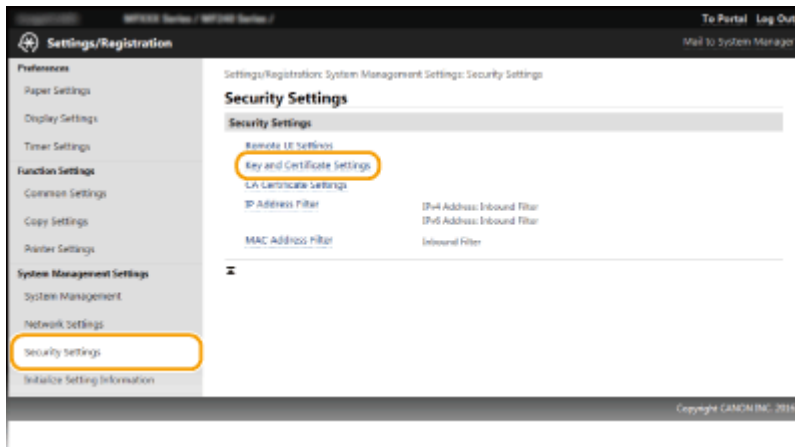 To Portal Log Out
Settings/Registration
Mail to System Manager
Preferences
Paper Settings
Display Settings
Timer Settings
Function Settings
Common Settings
Copy Settings
Printer Settings
System Management Settings
System Management
Network Settings
Security Settings
Initialize Setting Information
Settings/Registration: System Management Settings: Security Settings
Security Settings
Security Settings
Remote UI Settings
Key and Certificate Settings
CA Certificate Settings
IP Address Filter
IPv4 Address: Inbound Filter
IPv6 Address: Inbound Filter
MAC Address Filter
Inbound Filter
Copyright CANON INC. 2016